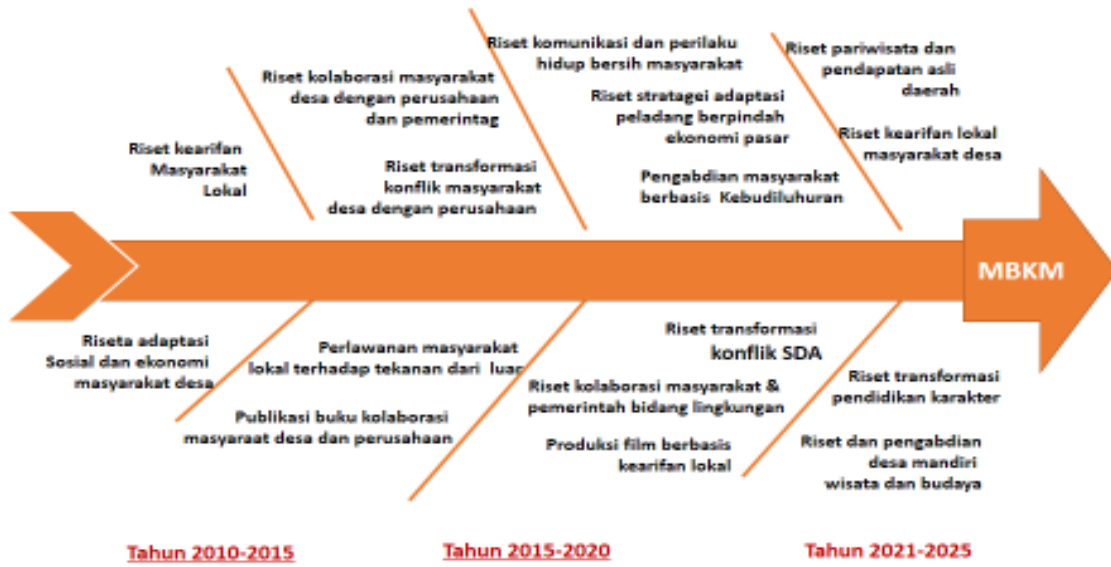 Riset kearifan
Masyarakat
Lokal
Riset kolaborasi masyarakat
desa dengan perusahaan
dan pemerintag
Riset transformasi
konflik masyarakat
desa dengan perusahaan
Riset komunikasi dan perilaku
hidup bersih masyarakat
Riset stratagei adaptasi
peladang berpindah
ekonomi pasar
Pengabdian masyarakat
berbasis Kebudiluhuran
Riset pariwisata dan
pendapatan asli
daerah
Riset kearifan lokal
masyarakat desa
MBKM
Riseta adaptasi
Sosial dan ekonomi
masyarakat desa
Perlawanan masyarakat
lokal terhadap tekanan dari luar
Publikasi buku kolaborasi
masyaraat desa dan perusahaan
Riset transformasi
konflik SDA
Riset kolaborasi masyarakat &
pemerintah bidang lingkungan
Produksi film berbasis
kearifan lokal
Riset transformasi
pendidikan karakter
Riset dan pengabdian
desa mandiri
wisata dan budaya
Tahun 2010-2015
Tahun 2015-2020
Tahun 2021-2025